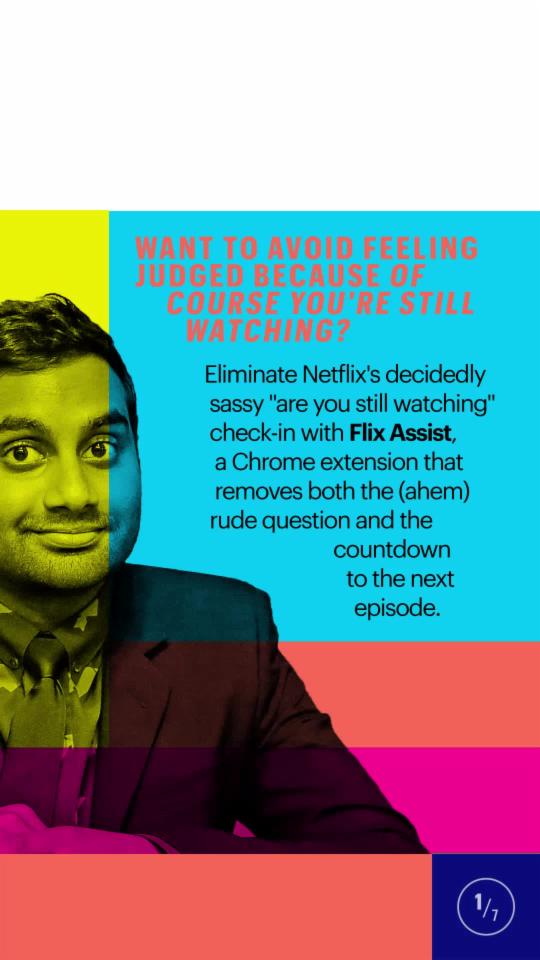 WANT TO AVOID FEELING
JUDGED BECAUSE OF
COURSE YOU'RE STILL
WATCHING?
Eliminate Netflix's decidedly
sassy "are you still watching"
check-in with Flix Assist,
a Chrome extension that
removes both the (ahem)
rude question and the
countdown
to the next
episode.
1/7